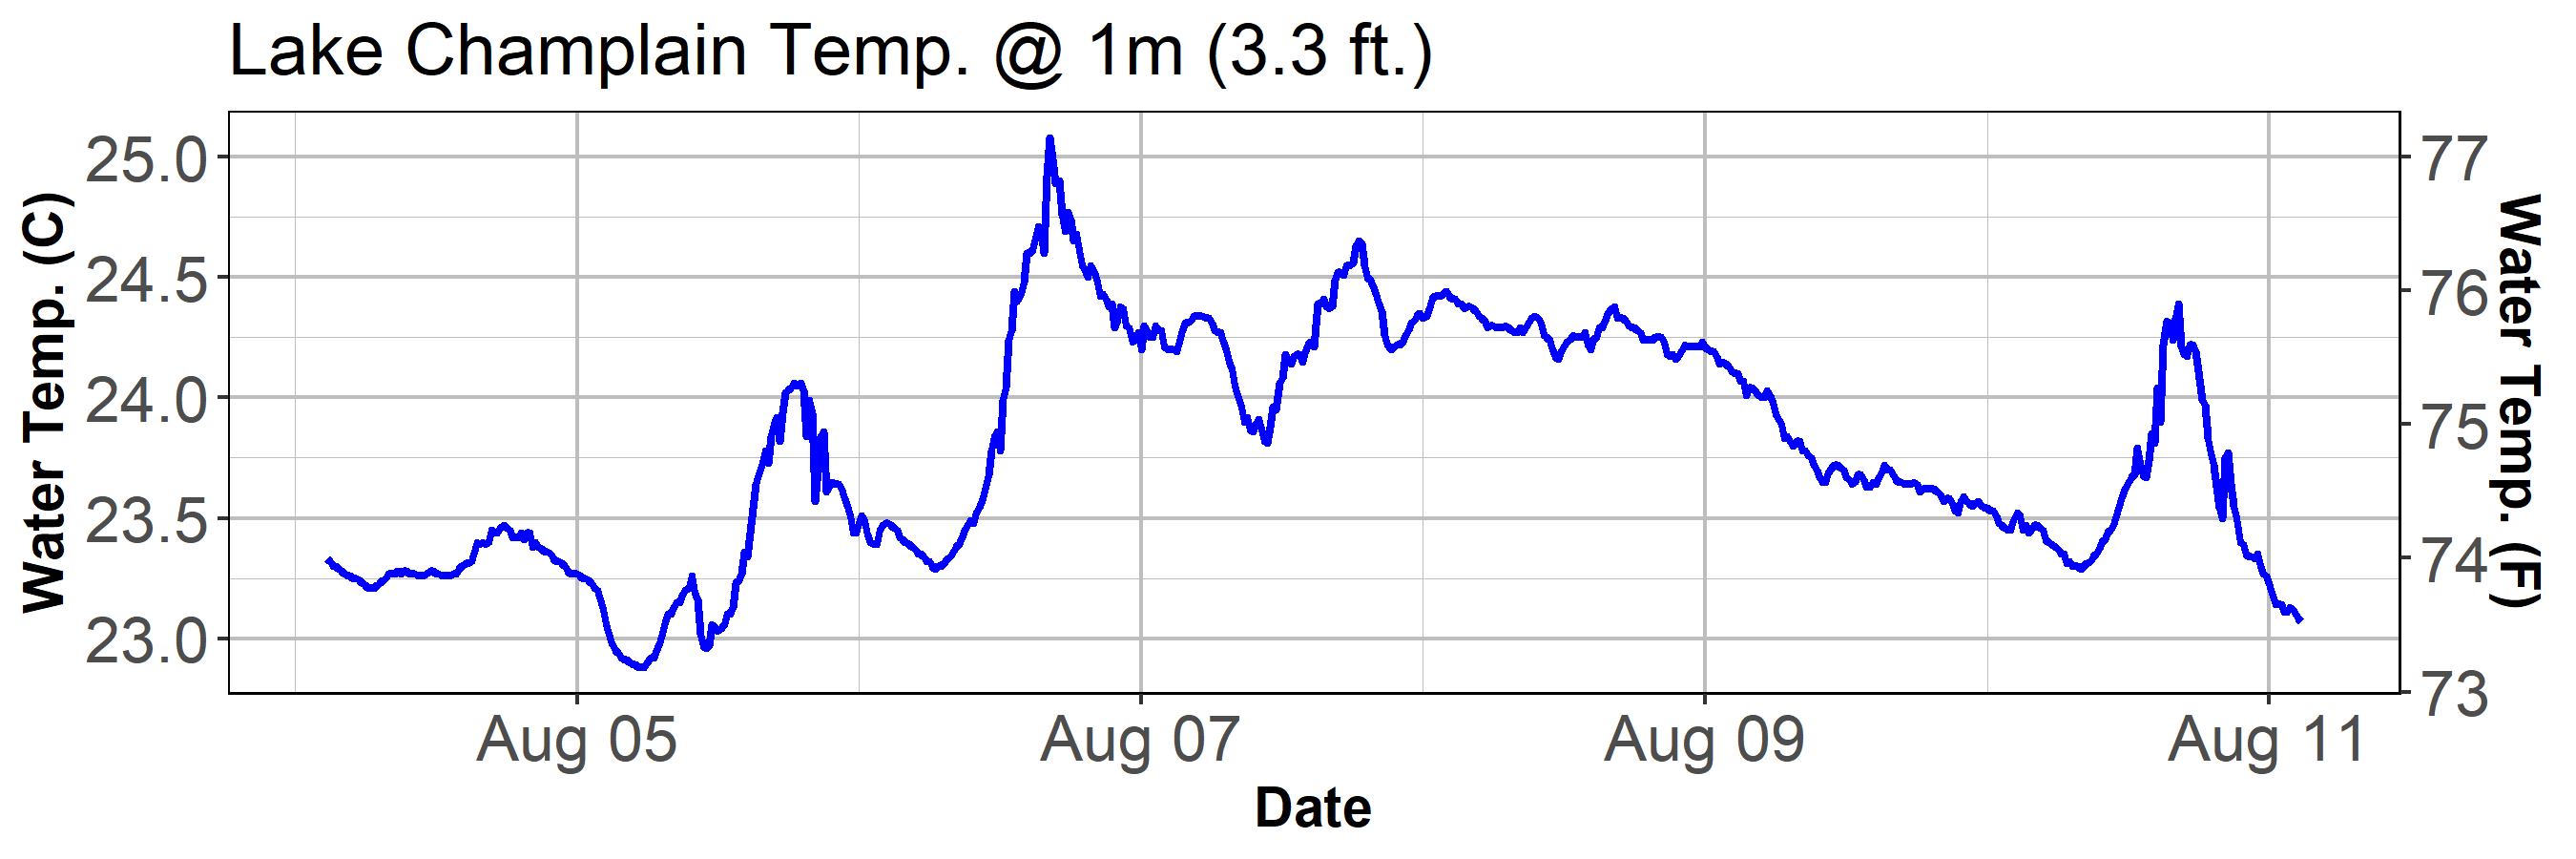 Lake Champlain Temp. @ 1m (3.3 ft.)
Water Temp. (C)
25.0
24.5
24.0
23.5
23.0
77
76
75
74
73
Water Temp. (F)
Aug 05 Aug 07 Aug 09 Aug 11
Date